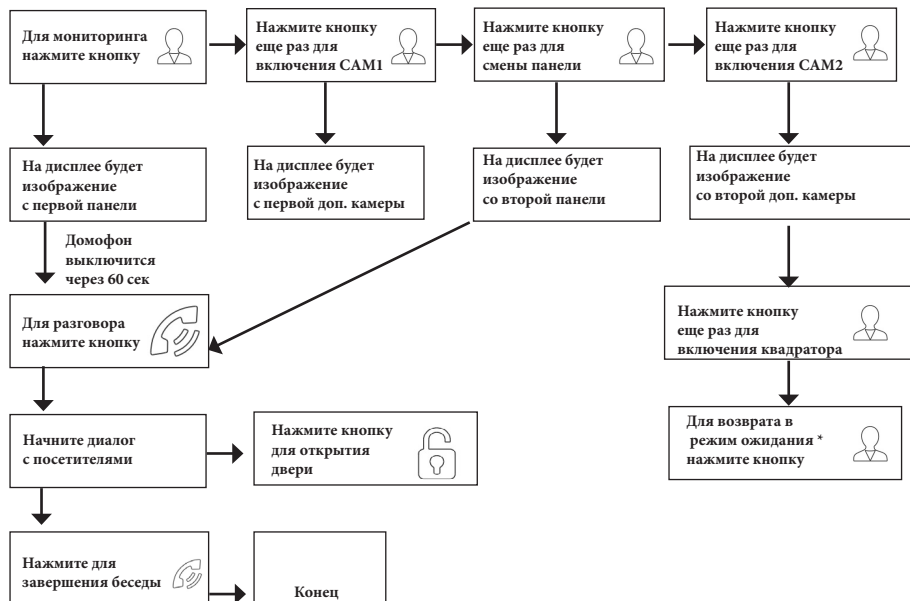 Для мониторинга
нажмите кнопку
Нажмите кнопку
еще раз для
включения CAM1
Нажмите кнопку
еще раз для
смены панели
Нажмите кнопку
еще раз для
включения CAM2
На дисплее будет
изображение
с первой панели
На дисплее будет
изображение
с первой доп. камеры
На дисплее будет
изображение
со второй панели
На дисплее будет
изображение
со второй доп. камеры
Домофон
выключится
через 60 сек
Для разговора
нажмите кнопку
Нажмите кнопку
еще раз для
включения квадратора
Начните диалог
с посетителями
Нажмите кнопку
для открытия
двери
Для возврата в
режим ожидания *
нажмите кнопку
Нажмите для
завершения беседы
Конец